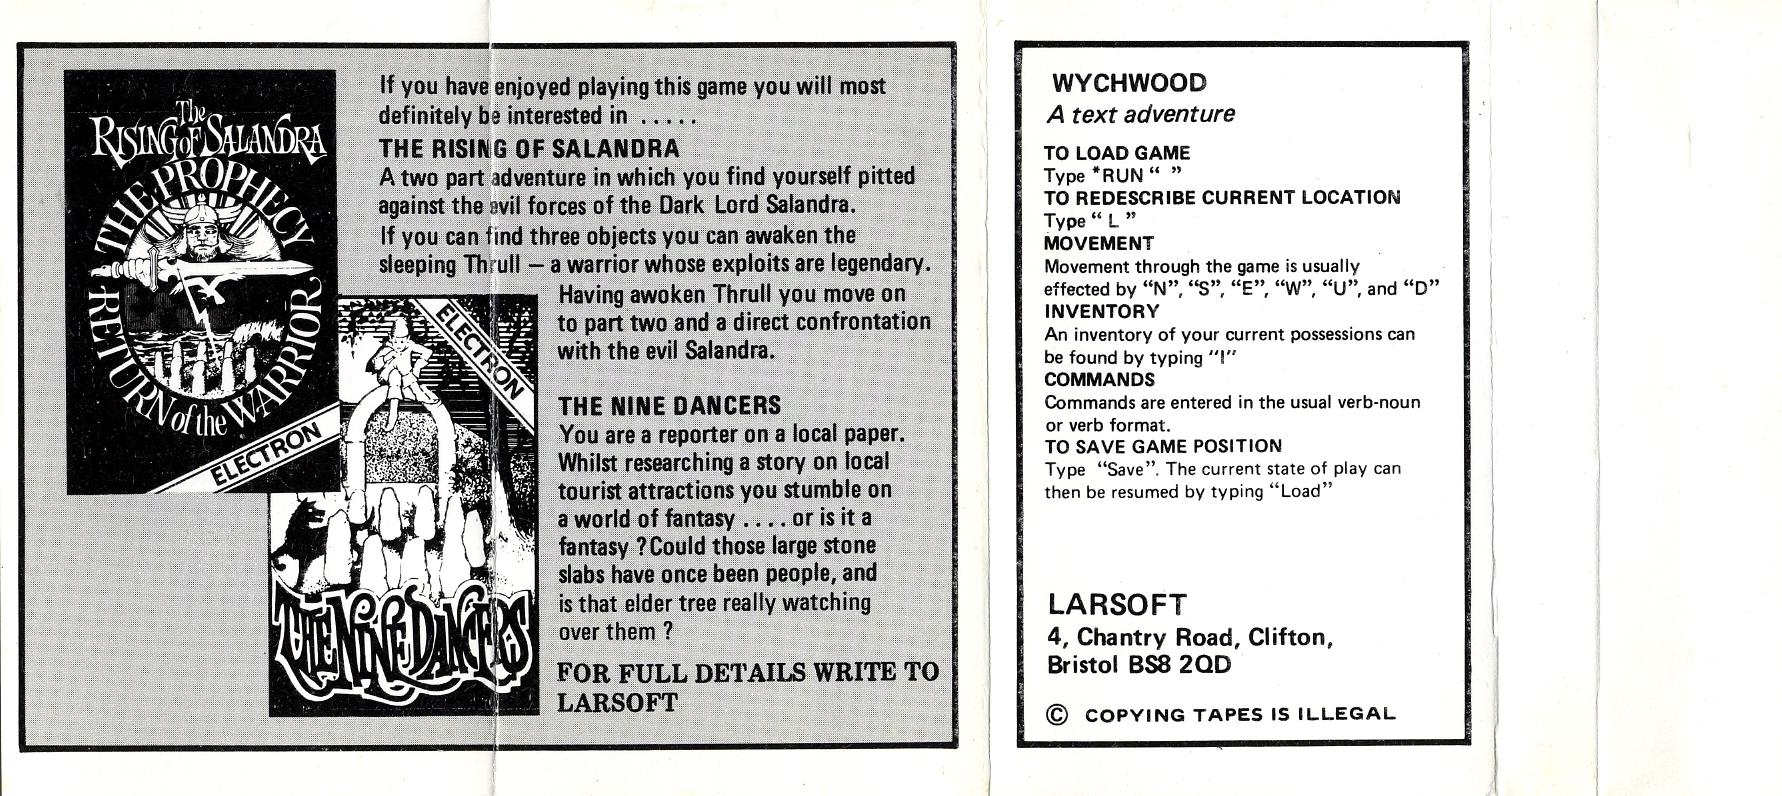 The
RISING OF SALANDRA
THE PROPHECY
RETURN of the WARRIOR
ELECTRON
ELECTRON
THE NINE DANCERS
If you have enjoyed playing this game you will most
definitely be interested in .....
THE RISING OF SALANDRA
A two part adventure in which you find yourself pitted
against the evil forces of the Dark Lord Salandra.
If you can find three objects you can awaken the
sleeping Thrull — a warrior whose exploits are legendary.
Having awoken Thrull you move on
to part two and a direct confrontation
with the evil Salandra.
THE NINE DANCERS
You are a reporter on a local paper.
Whilst researching a story on local
tourist attractions you stumble on
a world of fantasy .... or is it a
fantasy ?Could those large stone
slabs have once been people, and
is that elder tree really watching
over them ?
FOR FULL DETAILS WRITE TO
LARSOFT
WYCHWOOD
A text adventure
TO LOAD GAME
Type *RUN “ ”
TO REDESCRIBE CURRENT LOCATION
Type “ L ”
MOVEMENT
Movement through the game is usually
effected by “N”, “S”, “E”, “W”, “U”, and “D”
INVENTORY
An inventory of your current possessions can
be found by typing “I”
COMMANDS
Commands are entered in the usual verb-noun
or verb format.
TO SAVE GAME POSITION
Type “Save”. The current state of play can
then be resumed by typing “Load”
LARSOFT
4, Chantry Road, Clifton,
Bristol BS8 2QD
© COPYING TAPES IS ILLEGAL